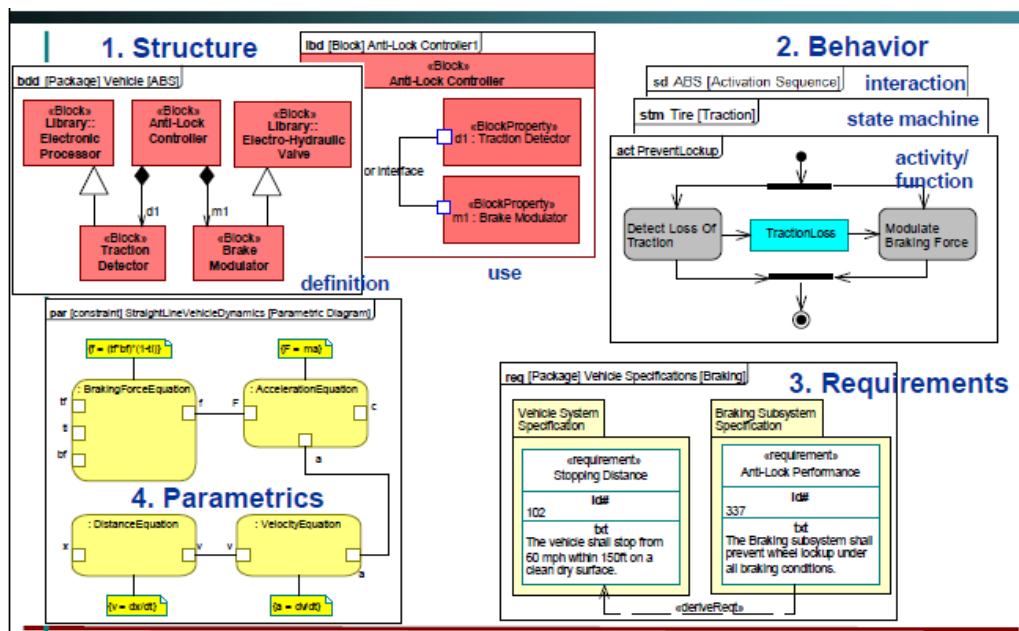 1. Structure
bdd [Package] Vehicle [ABS]
«Block»
Library::
Electronic
Processor
«Block»
Anti-Lock
Controller
«Block»
Library::
Electro-Hydraulic
Valve
d1
m1
«Block»
Traction
Detector
«Block»
Brake
Modulator
definition
ibd [Block] Anti-Lock Controller1
«Block»
Anti-Lock Controller
«BlockProperty»
d1 : Traction Detector
or Interface
«BlockProperty»
m1 : Brake Modulator
use
2. Behavior
sd ABS [Activation Sequence]
interaction
stm Tire [Traction]
state machine
act PreventLockup
activity/
function
Detect Loss Of
Traction
TractionLoss
Modulate
Braking Force
par [constraint] StraightLineVehicleDynamics [Parametric Diagram]
{f = (tf*bf)*(1-tl)}
{F = ma}
: BrakingForceEquation
: AccelerationEquation
tf
tl
bf
f
F
c
a
4. Parametrics
: DistanceEquation
: VelocityEquation
x
v
v
a
{v = dx/dt}
{a = dv/dt}
req [Package] Vehicle Specifications [Braking]
3. Requirements
Vehicle System
Specification
«requirement»
Stopping Distance
Id#
102
txt
The vehicle shall stop from
60 mph within 150ft on a
clean dry surface.
Braking Subsystem
Specification
«requirement»
Anti-Lock Performance
Id#
337
txt
The Braking subsystem shall
prevent wheel lockup under
all braking conditions.
«deriveReqt»